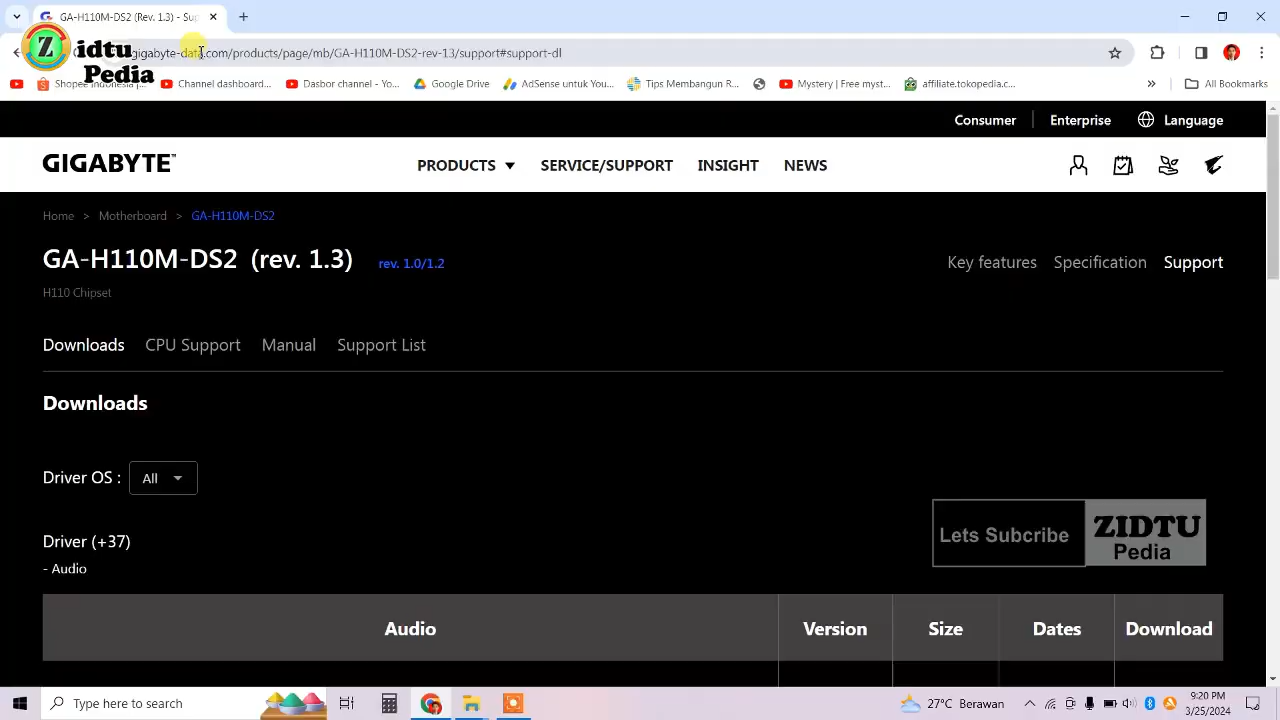 GA-H110M-DS2 (Rev. 1.3) - Sup
Z idtu
Pedia
gigabyte-data.com/products/page/mb/GA-H110M-DS2-rev-13/support#support-dl
Shopee Indonesia |...
Channel dashboar...
Dasbor channel - Yo...
Google Drive
AdSense untuk You...
Tips Membangun R...
Mystery | Free myst...
affiliate.tokopedia.c...
»
All Bookmarks
Consumer
Enterprise
Language
GIGABYTE™
PRODUCTS
SERVICE/SUPPORT
INSIGHT
NEWS
Home > Motherboard > GA-H110M-DS2
GA-H110M-DS2 (rev. 1.3) rev. 1.0/1.2
Key features Specification Support
H110 Chipset
Downloads CPU Support Manual Support List
Downloads
Driver OS : All
Lets Subcribe
ZIDTU
Pedia
Driver (+37)
- Audio
Audio Version Size Dates Download
Type here to search
27°C Berawan
9:20 PM
3/25/2024